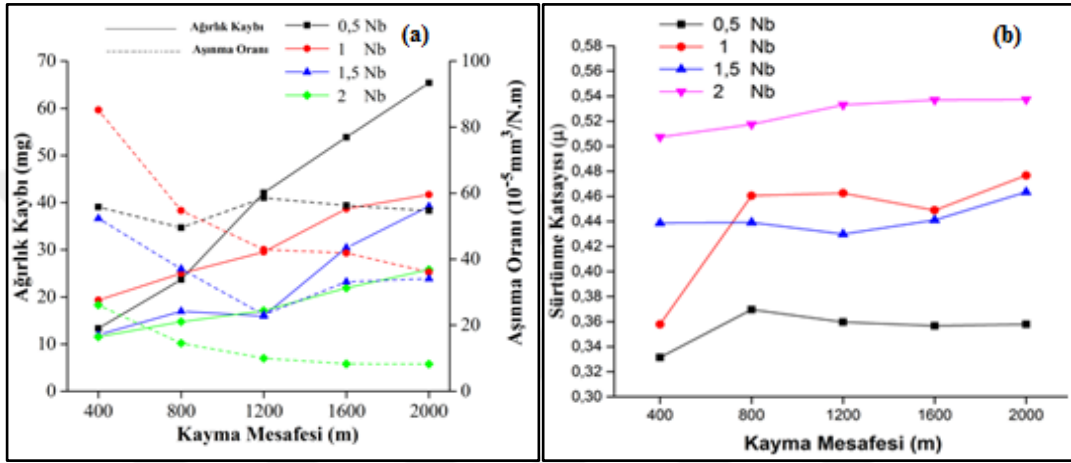 Ağırlık Kaybı
Aşınma Oranı
0,5 Nb
1 Nb
1,5 Nb
2 Nb
(a)
Ağırlık Kaybı (mg)
70
60
50
40
30
20
10
0
Aşınma Oranı (10⁻⁵mm³/N.m)
100
80
60
40
20
0
400 800 1200 1600 2000
Kayma Mesafesi (m)
0,5 Nb
1 Nb
1,5 Nb
2 Nb
(b)
Sürtünme Katsayısı (µ)
0,58
0,56
0,54
0,52
0,50
0,48
0,46
0,44
0,42
0,40
0,38
0,36
0,34
0,32
0,30
400 800 1200 1600 2000
Kayma Mesafesi (m)